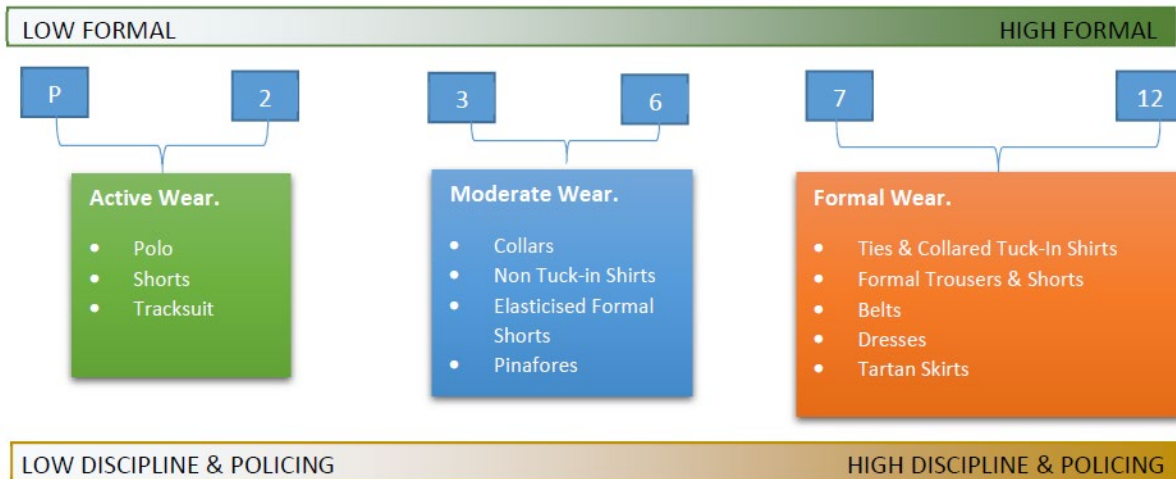 LOW FORMAL
HIGH FORMAL
P
2
3
6
7
12
Active Wear.
• Polo
• Shorts
• Tracksuit
Moderate Wear.
• Collars
• Non Tuck-in Shirts
• Elasticised Formal
Shorts
• Pinafores
Formal Wear.
• Ties & Collared Tuck-In Shirts
• Formal Trousers & Shorts
• Belts
• Dresses
• Tartan Skirts
LOW DISCIPLINE & POLICING
HIGH DISCIPLINE & POLICING